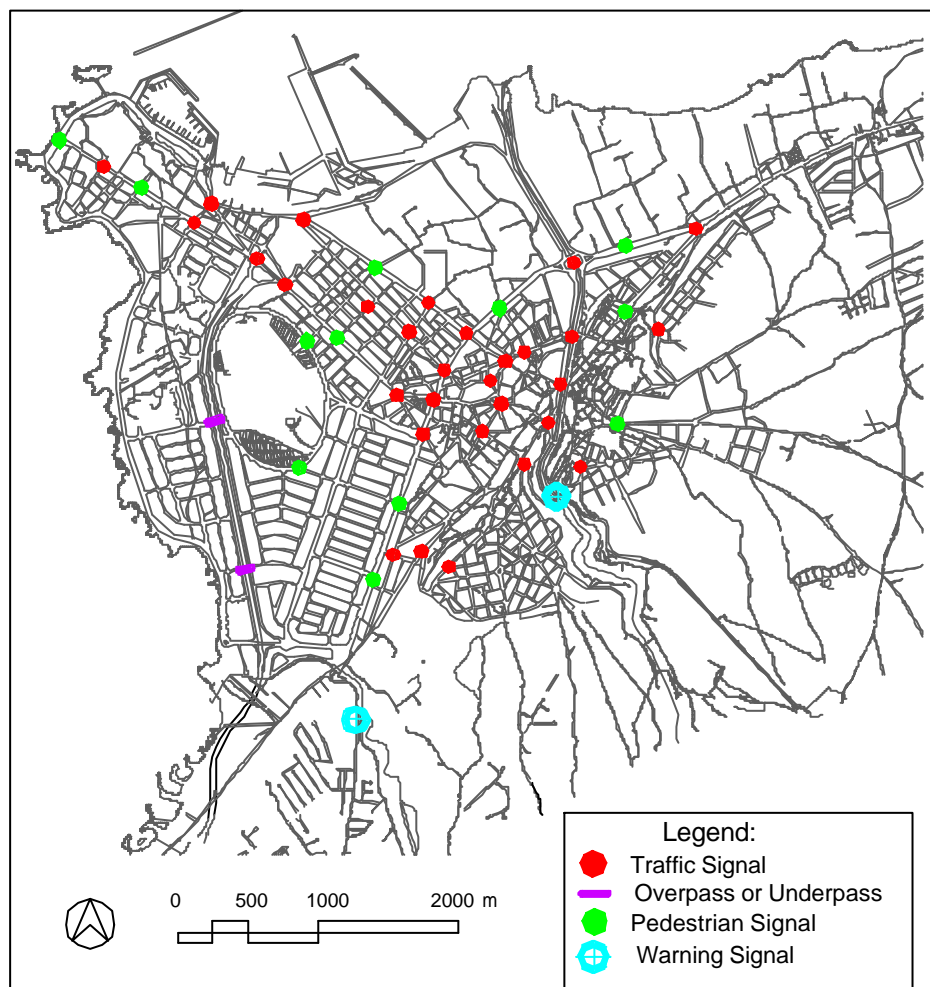 Legend:
Traffic Signal
Overpass or Underpass
Pedestrian Signal
Warning Signal
0 500 1000 2000 m